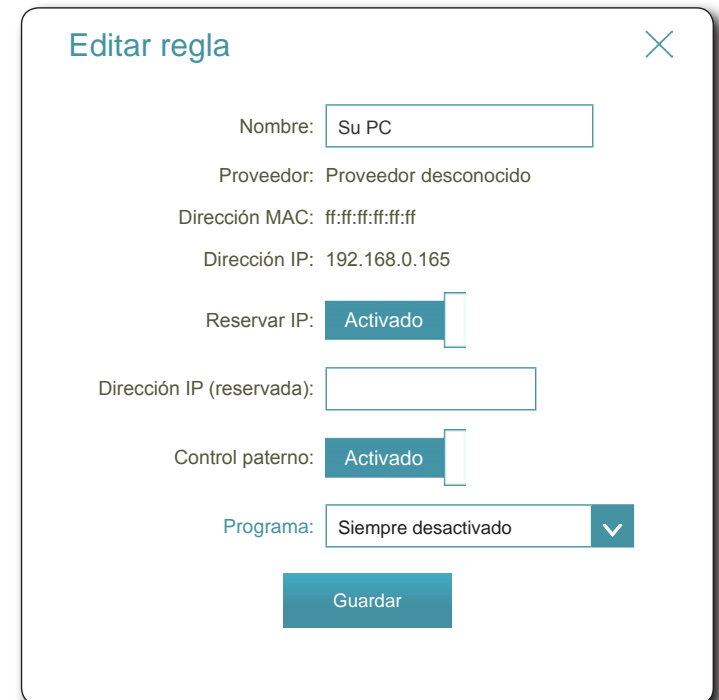 Editar regla
Nombre: Su PC
Proveedor: Proveedor desconocido
Dirección MAC: ff:ff:ff:ff:ff:ff
Dirección IP: 192.168.0.165
Reservar IP: Activado
Dirección IP (reservada):
Control paterno: Activado
Programa: Siempre desactivado
Guardar